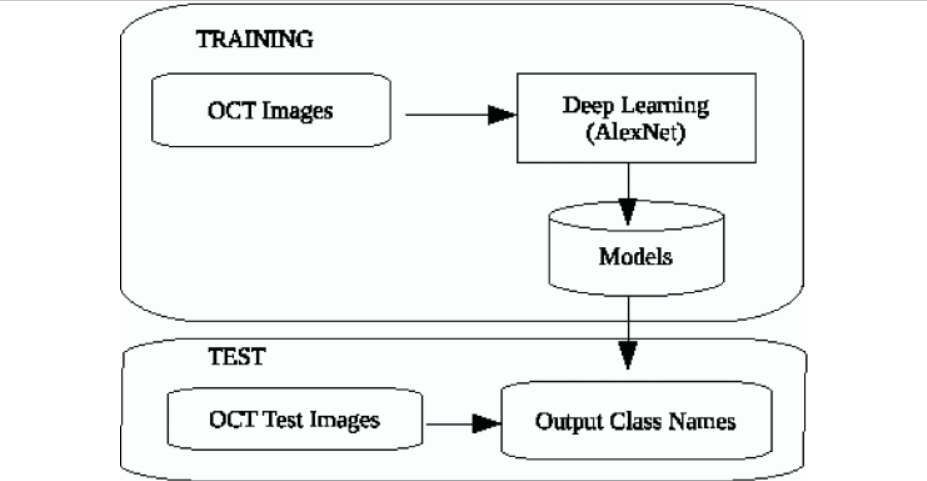 TRAINING
OCT Images
Deep Learning
(AlexNet)
Models
TEST
OCT Test Images
Output Class Names